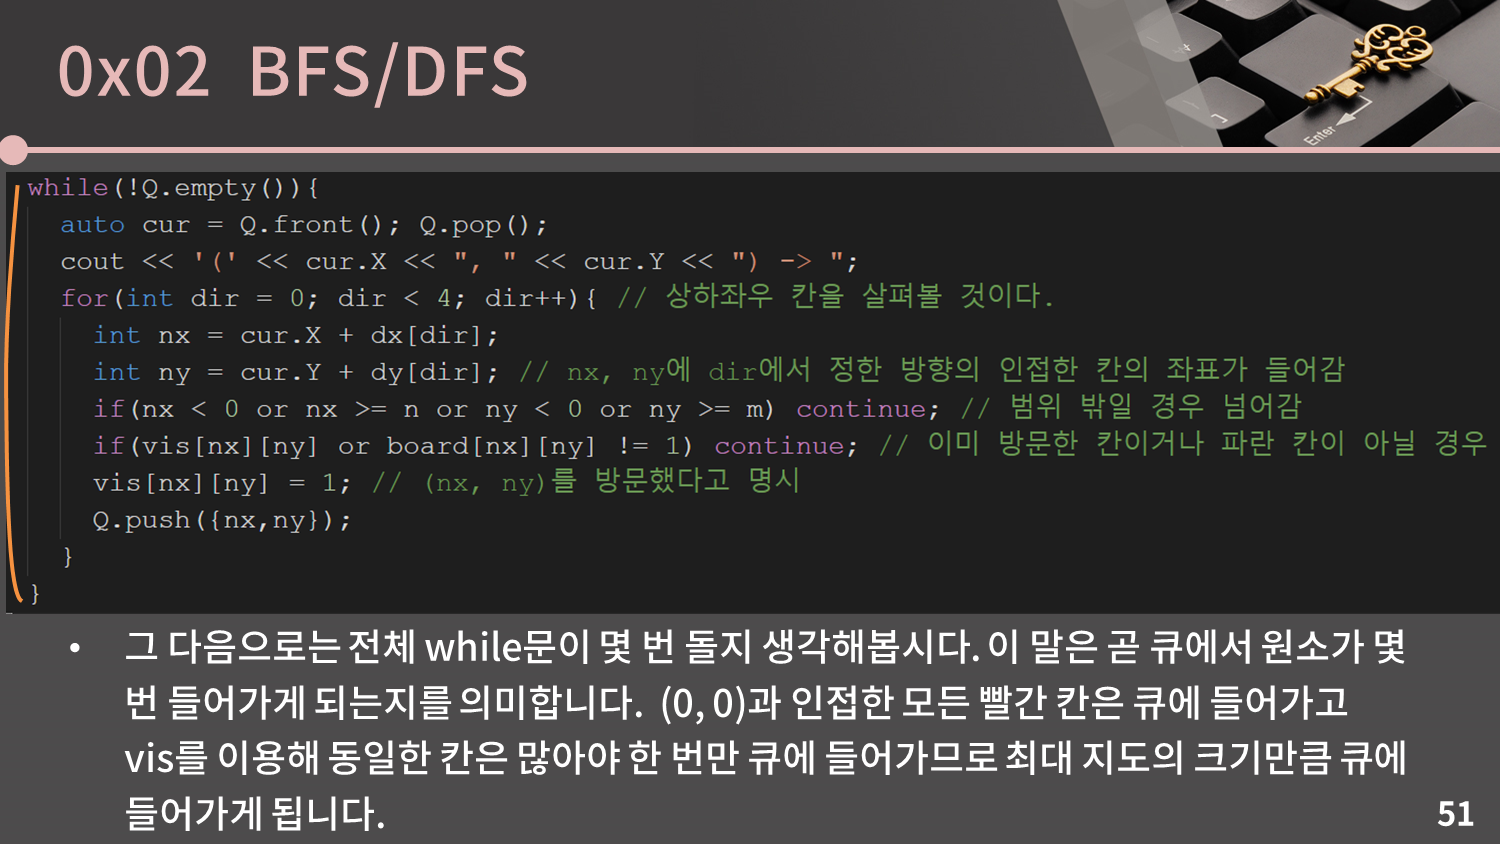 0x02 BFS/DFS
Enter
while(!Q.empty()){
auto cur = Q.front(); Q.pop();
cout << '(' << cur.X << ", " << cur.Y << ") -> ";
for(int dir = 0; dir < 4; dir++){ // 상하좌우 칸을 살펴볼 것이다.
int nx = cur.X + dx[dir];
int ny = cur.Y + dy[dir]; // nx, ny에 dir에서 정한 방향의 인접한 칸의 좌표가 들어감
if(nx < 0 or nx >= n or ny < 0 or ny >= m) continue; // 범위 밖일 경우 넘어감
if(vis[nx][ny] or board[nx][ny] != 1) continue; // 이미 방문한 칸이거나 파란 칸이 아닐 경우
vis[nx][ny] = 1; // (nx, ny)를 방문했다고 명시
Q.push({nx,ny});
}
}
• 그 다음으로는 전체 while문이 몇 번 돌지 생각해봅시다. 이 말은 곧 큐에서 원소가 몇
번 들어가게 되는지를 의미합니다. (0, 0)과 인접한 모든 빨간 칸은 큐에 들어가고
vis를 이용해 동일한 칸은 많아야 한 번만 큐에 들어가므로 최대 지도의 크기만큼 큐에
들어가게 됩니다.
51